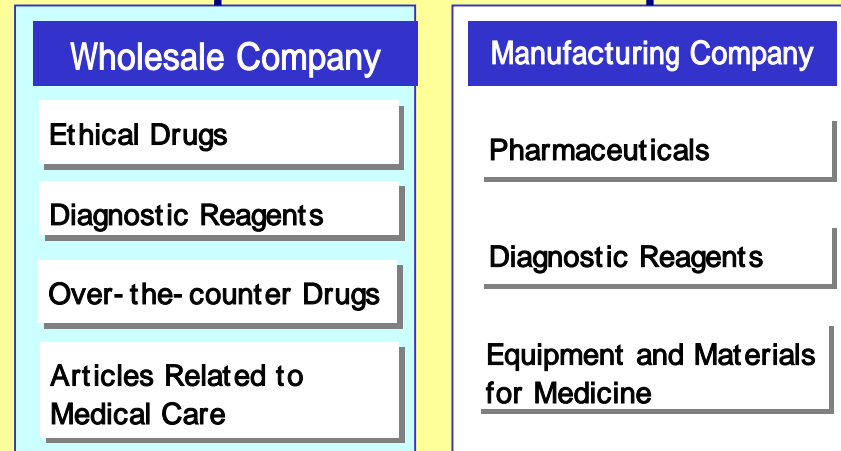 Wholesale Company
Ethical Drugs
Diagnostic Reagents
Over-the-counter Drugs
Articles Related to
Medical Care
Manufacturing Company
Pharmaceuticals
Diagnostic Reagents
Equipment and Materials
for Medicine